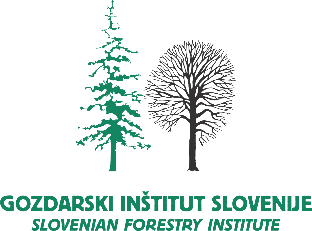 GOZDARSKI INŠTITUT SLOVENIJE
SLOVENIAN FORESTRY INSTITUTE